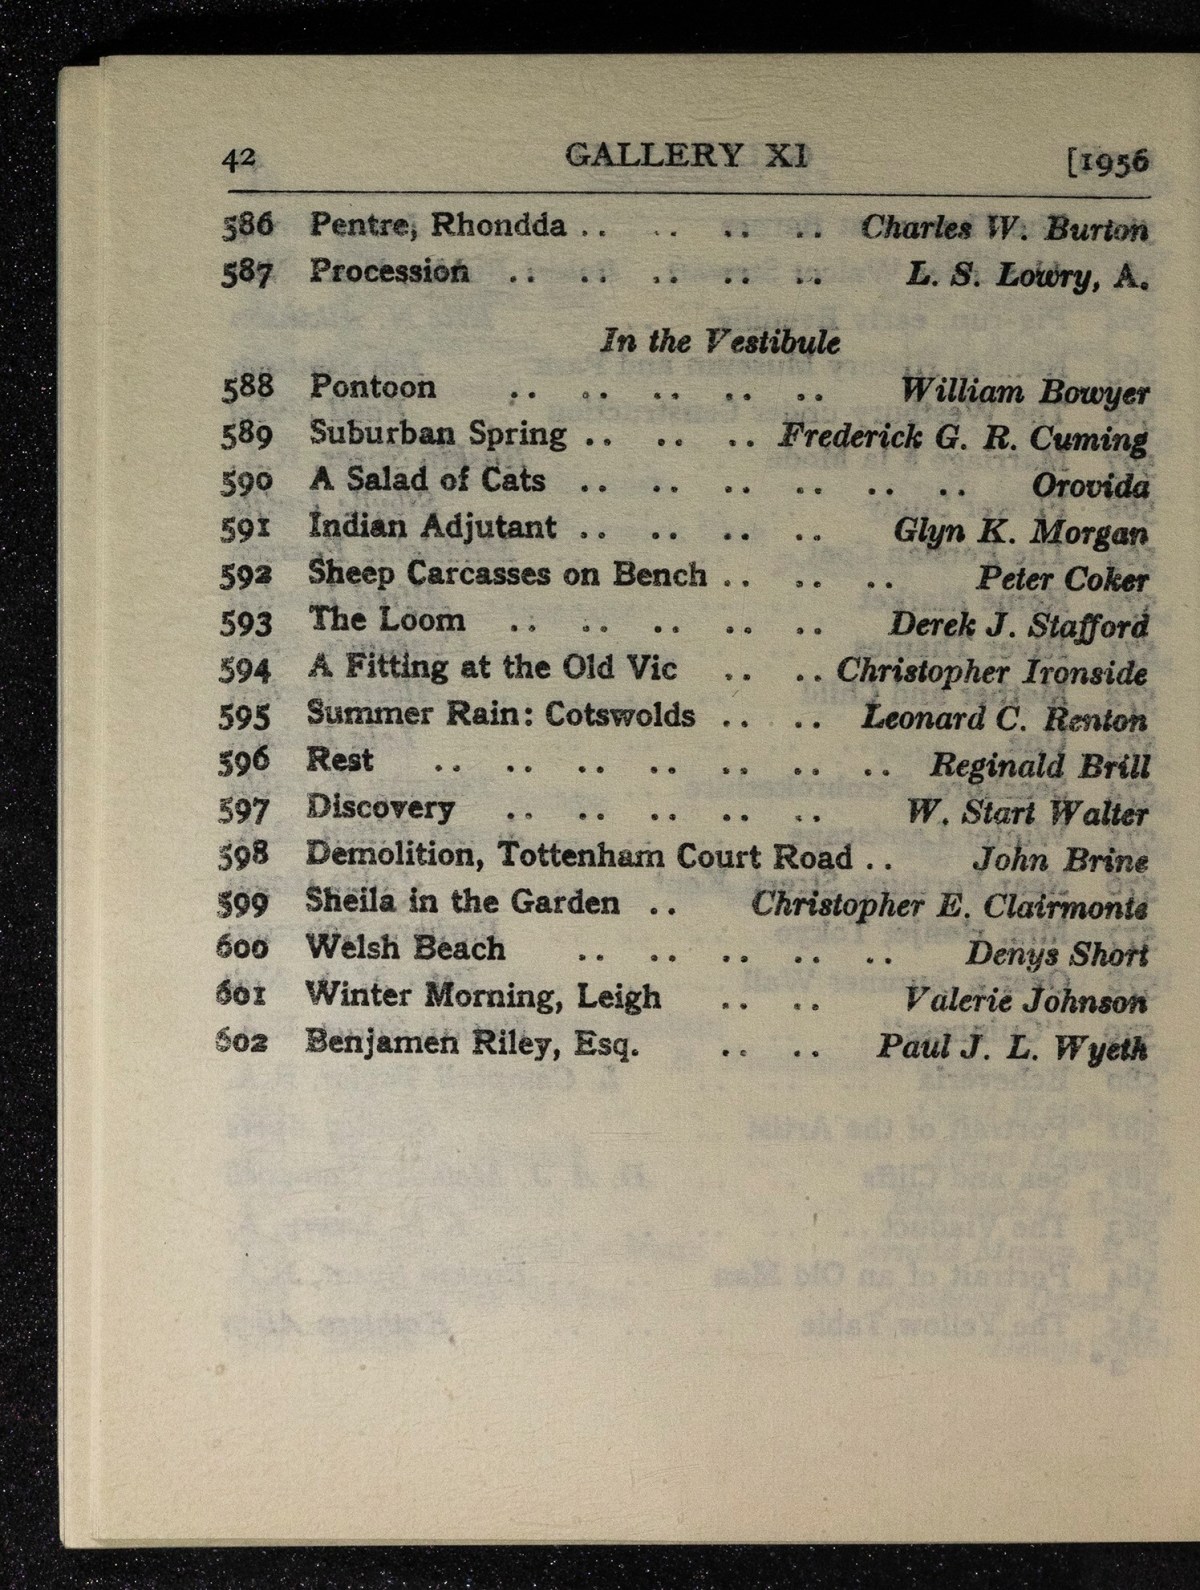 42 GALLERY XI [1956
586 Pentre, Rhondda .. .. .. .. Charles W. Burton
587 Procession .. .. .. .. .. L. S. Lowry, A.
In the Vestibule
588 Pontoon .. .. .. .. .. William Bowyer
589 Suburban Spring .. .. .. Frederick G. R. Cuming
590 A Salad of Cats .. .. .. .. .. .. Orovida
591 Indian Adjutant .. .. .. .. Glyn K. Morgan
592 Sheep Carcasses on Bench .. .. .. Peter Coker
593 The Loom .. .. .. .. .. Derek J. Stafford
594 A Fitting at the Old Vic .. .. Christopher Ironside
595 Summer Rain: Cotswolds .. .. Leonard C. Renton
596 Rest .. .. .. .. .. .. .. Reginald Brill
597 Discovery .. .. .. .. .. W. Start Walter
598 Demolition, Tottenham Court Road .. John Brine
599 Sheila in the Garden .. Christopher E. Clairmonte
600 Welsh Beach .. .. .. .. .. Denys Short
601 Winter Morning, Leigh .. .. Valerie Johnson
602 Benjamen Riley, Esq. .. .. Paul J. L. Wyeth